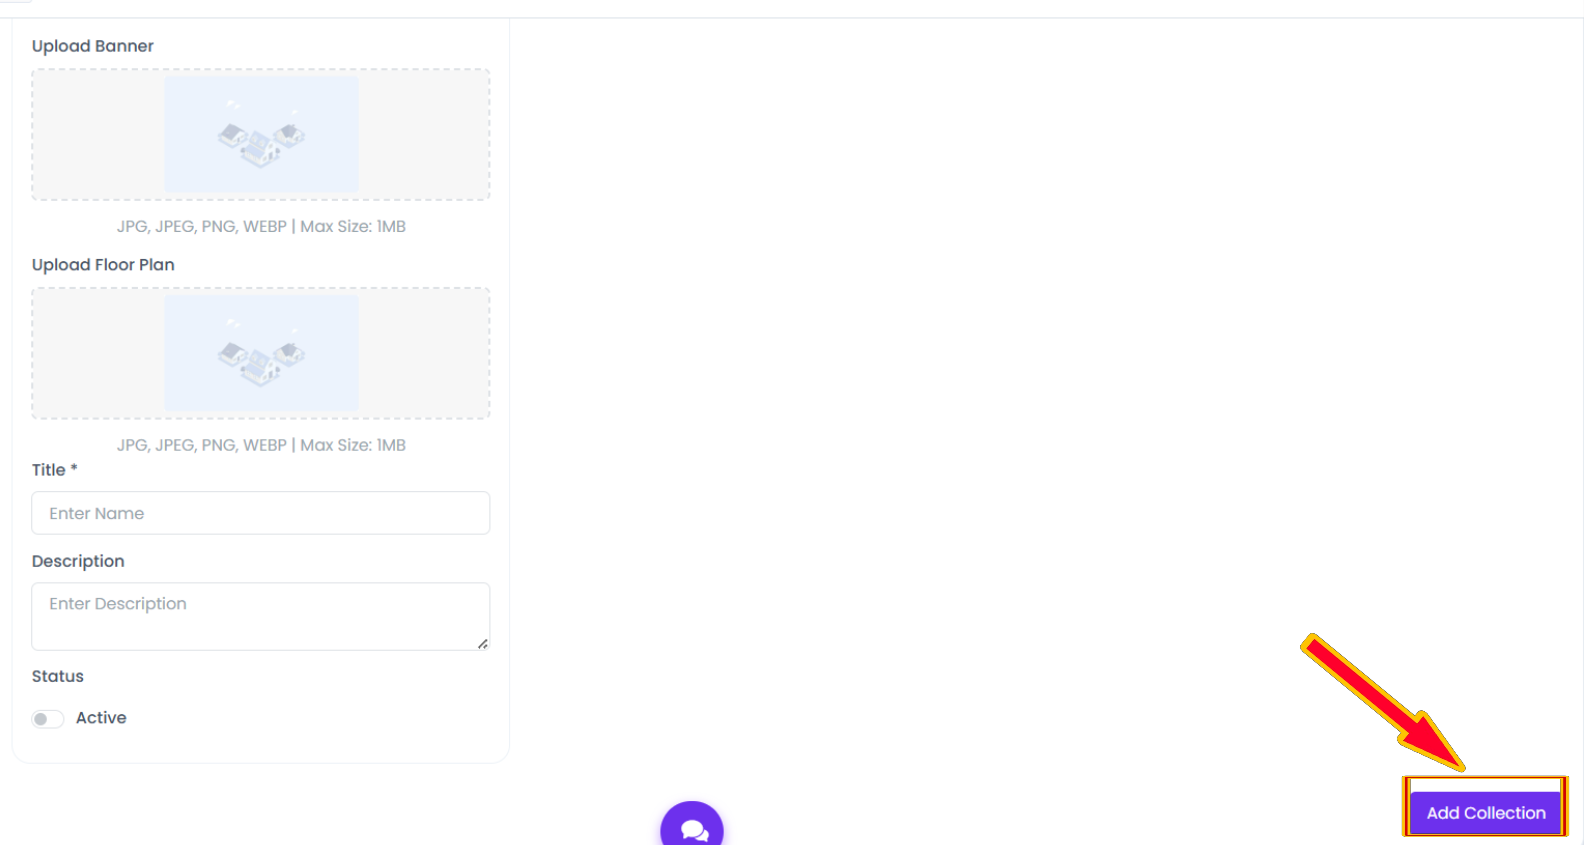 Upload Banner
JPG, JPEG, PNG, WEBP | Max Size: 1MB
Upload Floor Plan
JPG, JPEG, PNG, WEBP | Max Size: 1MB
Title *
Enter Name
Description
Enter Description
Status
Active
Add Collection